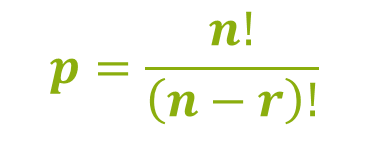 p = n! / (n − r)!